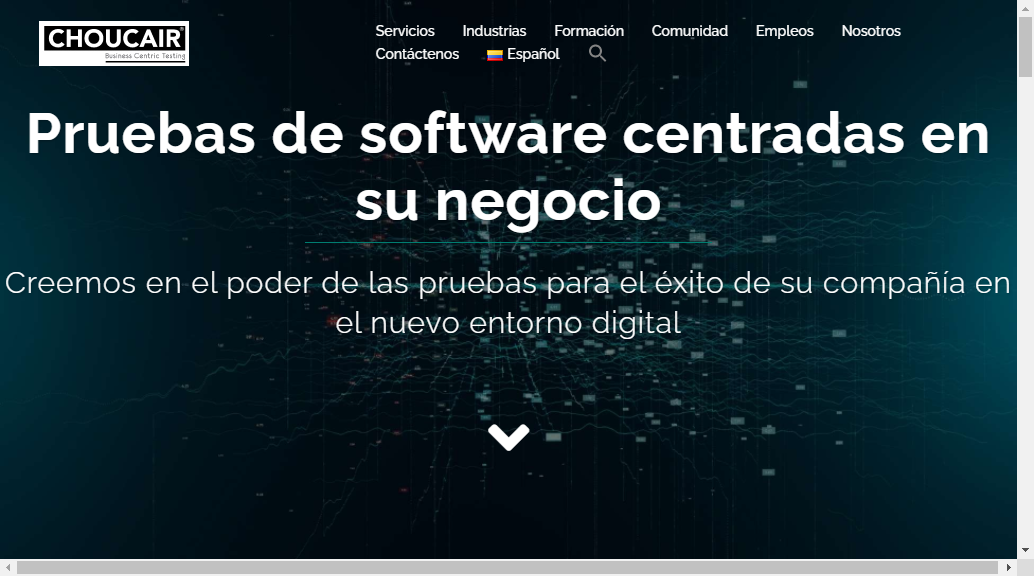 CHOUCAIR
Business Centric Testing
Servicios Industrias Formación Comunidad Empleos Nosotros
Contáctenos Español
Pruebas de software centradas en
su negocio
Creemos en el poder de las pruebas para el éxito de su compañía en
el nuevo entorno digital